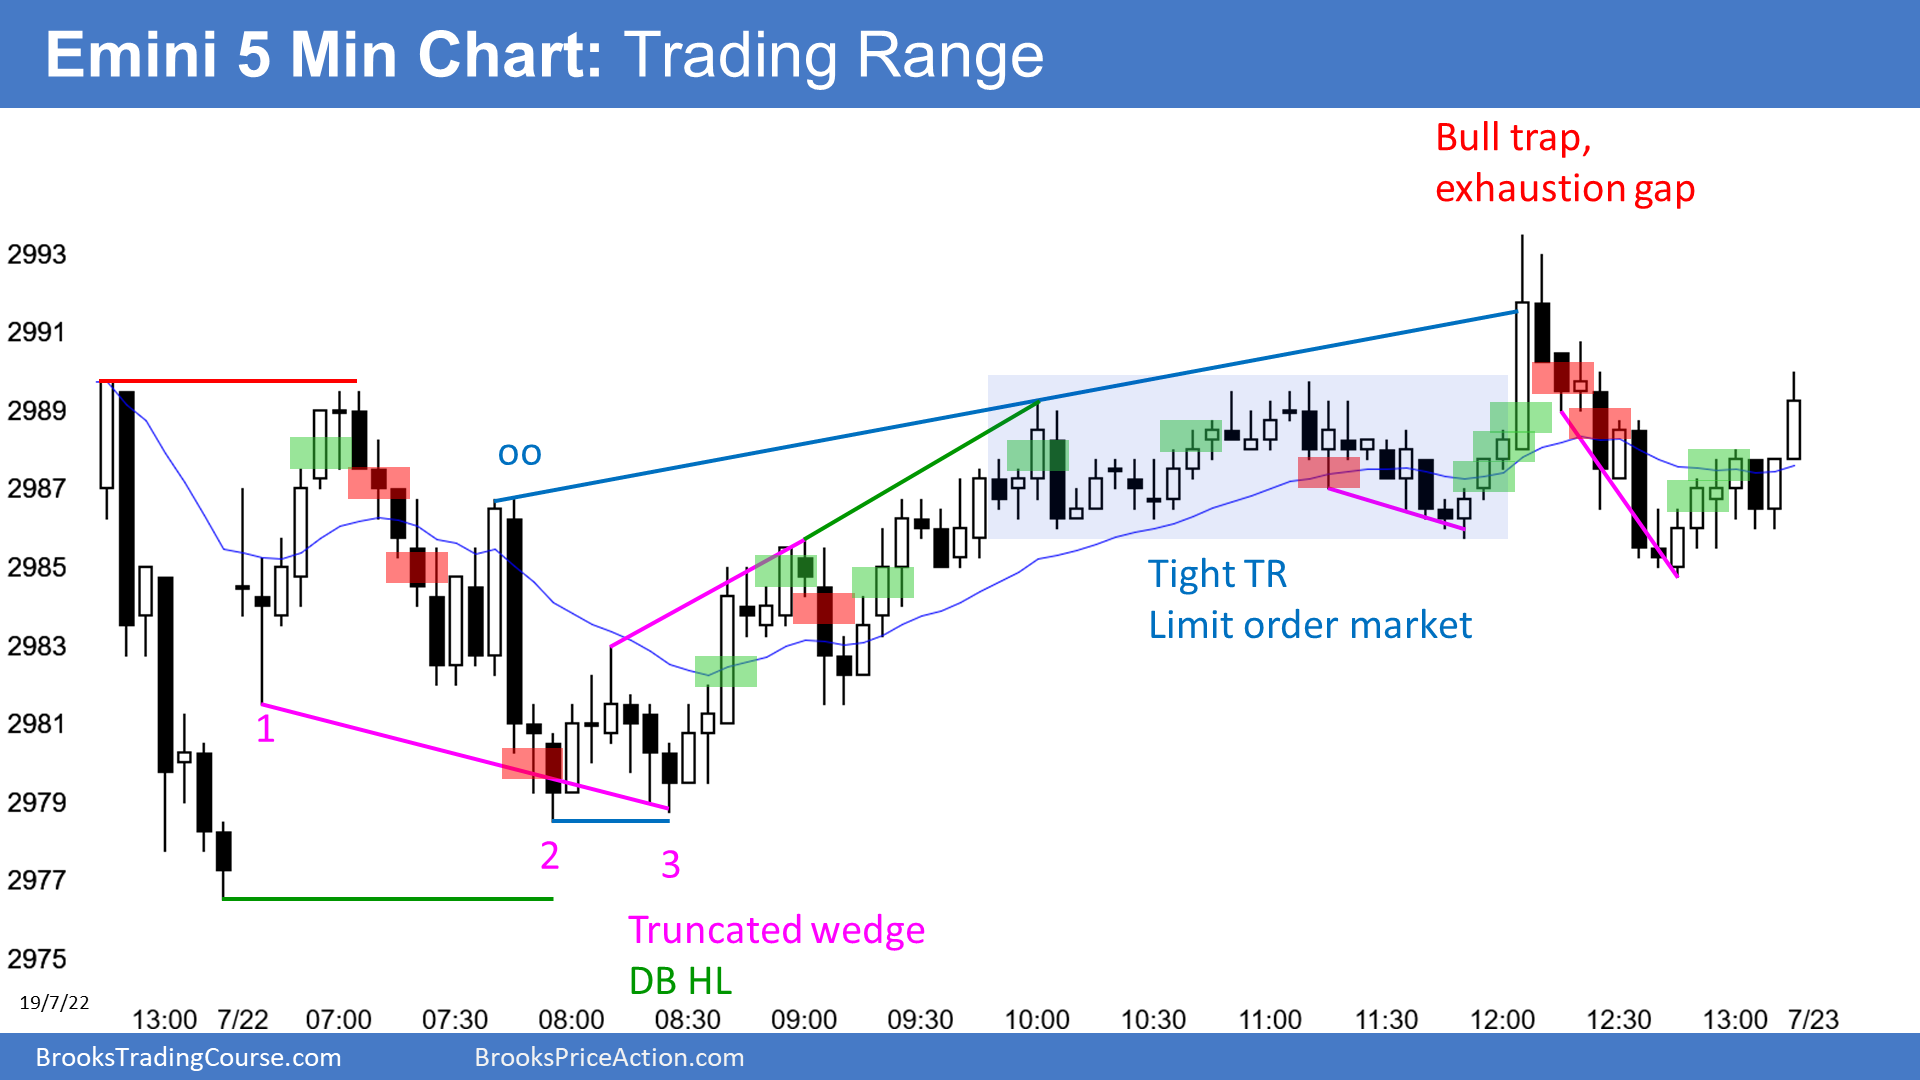 Emini 5 Min Chart: Trading Range
Bull trap,
exhaustion gap
2993
2991
2989
2987
2985
2983
2981
2979
2977
2975
oo
1
2
3
Tight TR
Limit order market
Truncated wedge
DB HL
19/7/22
13:00 7/22 07:00 07:30 08:00 08:30 09:00 09:30 10:00 10:30 11:00 11:30 12:00 12:30 13:00 7/23
BrooksTradingCourse.com BrooksPriceAction.com